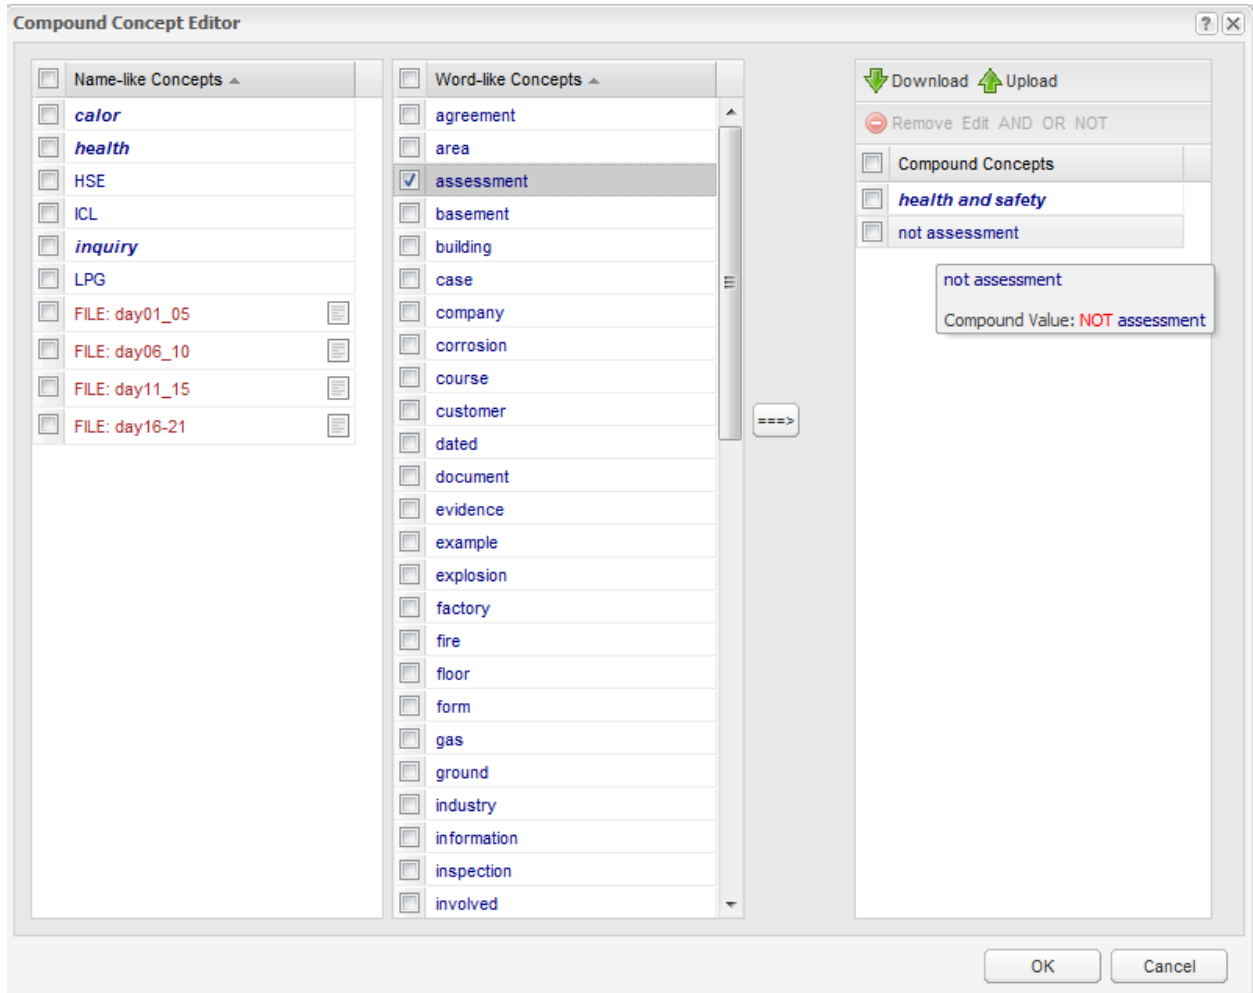 Compound Concept Editor
Name-like Concepts
calor
health
HSE
ICL
inquiry
LPG
FILE: day01_05
FILE: day06_10
FILE: day11_15
FILE: day16-21
Word-like Concepts
agreement
area
assessment
basement
building
case
company
corrosion
course
customer
dated
document
evidence
example
explosion
factory
fire
floor
form
gas
ground
industry
information
inspection
involved
===>
Download Upload
Remove Edit AND OR NOT
Compound Concepts
health and safety
not assessment
not assessment
Compound Value: NOT assessment
OK Cancel